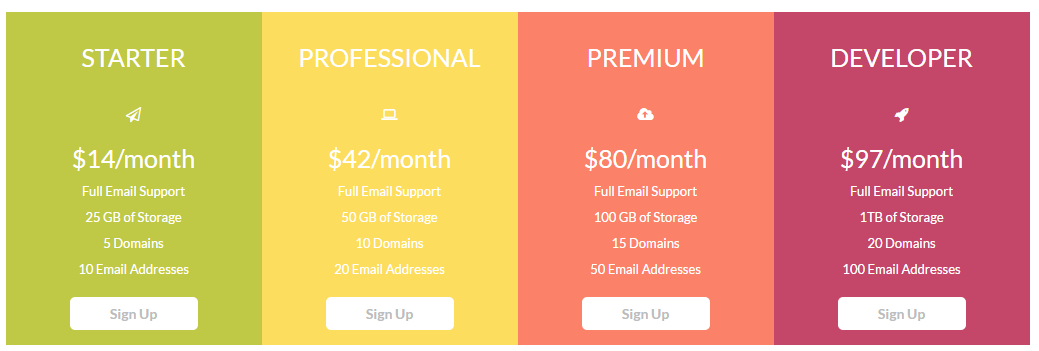 STARTER
$14/month
Full Email Support
25 GB of Storage
5 Domains
10 Email Addresses
Sign Up
PROFESSIONAL
$42/month
Full Email Support
50 GB of Storage
10 Domains
20 Email Addresses
Sign Up
PREMIUM
$80/month
Full Email Support
100 GB of Storage
15 Domains
50 Email Addresses
Sign Up
DEVELOPER
$97/month
Full Email Support
1TB of Storage
20 Domains
100 Email Addresses
Sign Up